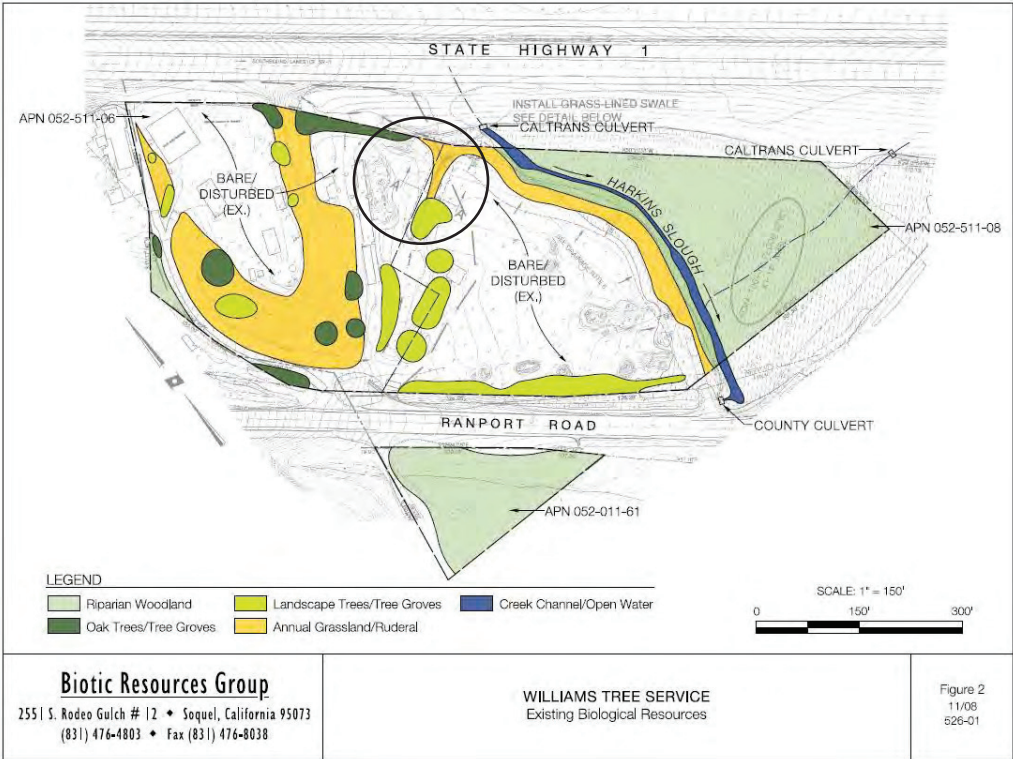 STATE HIGHWAY 1
INSTALL GRASS-LINED SWALE
SEE DETAIL BELOW
CALTRANS CULVERT
APN 052-511-06
CALTRANS CULVERT
BARE/
DISTURBED
(EX.)
HARKINS SLOUGH
APN 052-511-08
BARE/
DISTURBED
(EX.)
RANPORT ROAD
COUNTY CULVERT
APN 052-011-61
LEGEND
Riparian Woodland
Landscape Trees/Tree Groves
Creek Channel/Open Water
Oak Trees/Tree Groves
Annual Grassland/Ruderal
SCALE: 1" = 150'
0 150' 300'
Biotic Resources Group
2551 S. Rodeo Gulch # 12 ◆ Soquel, California 95073
(831) 476-4803 ◆ Fax (831) 476-8038
WILLIAMS TREE SERVICE
Existing Biological Resources
Figure 2
11/08
526-01